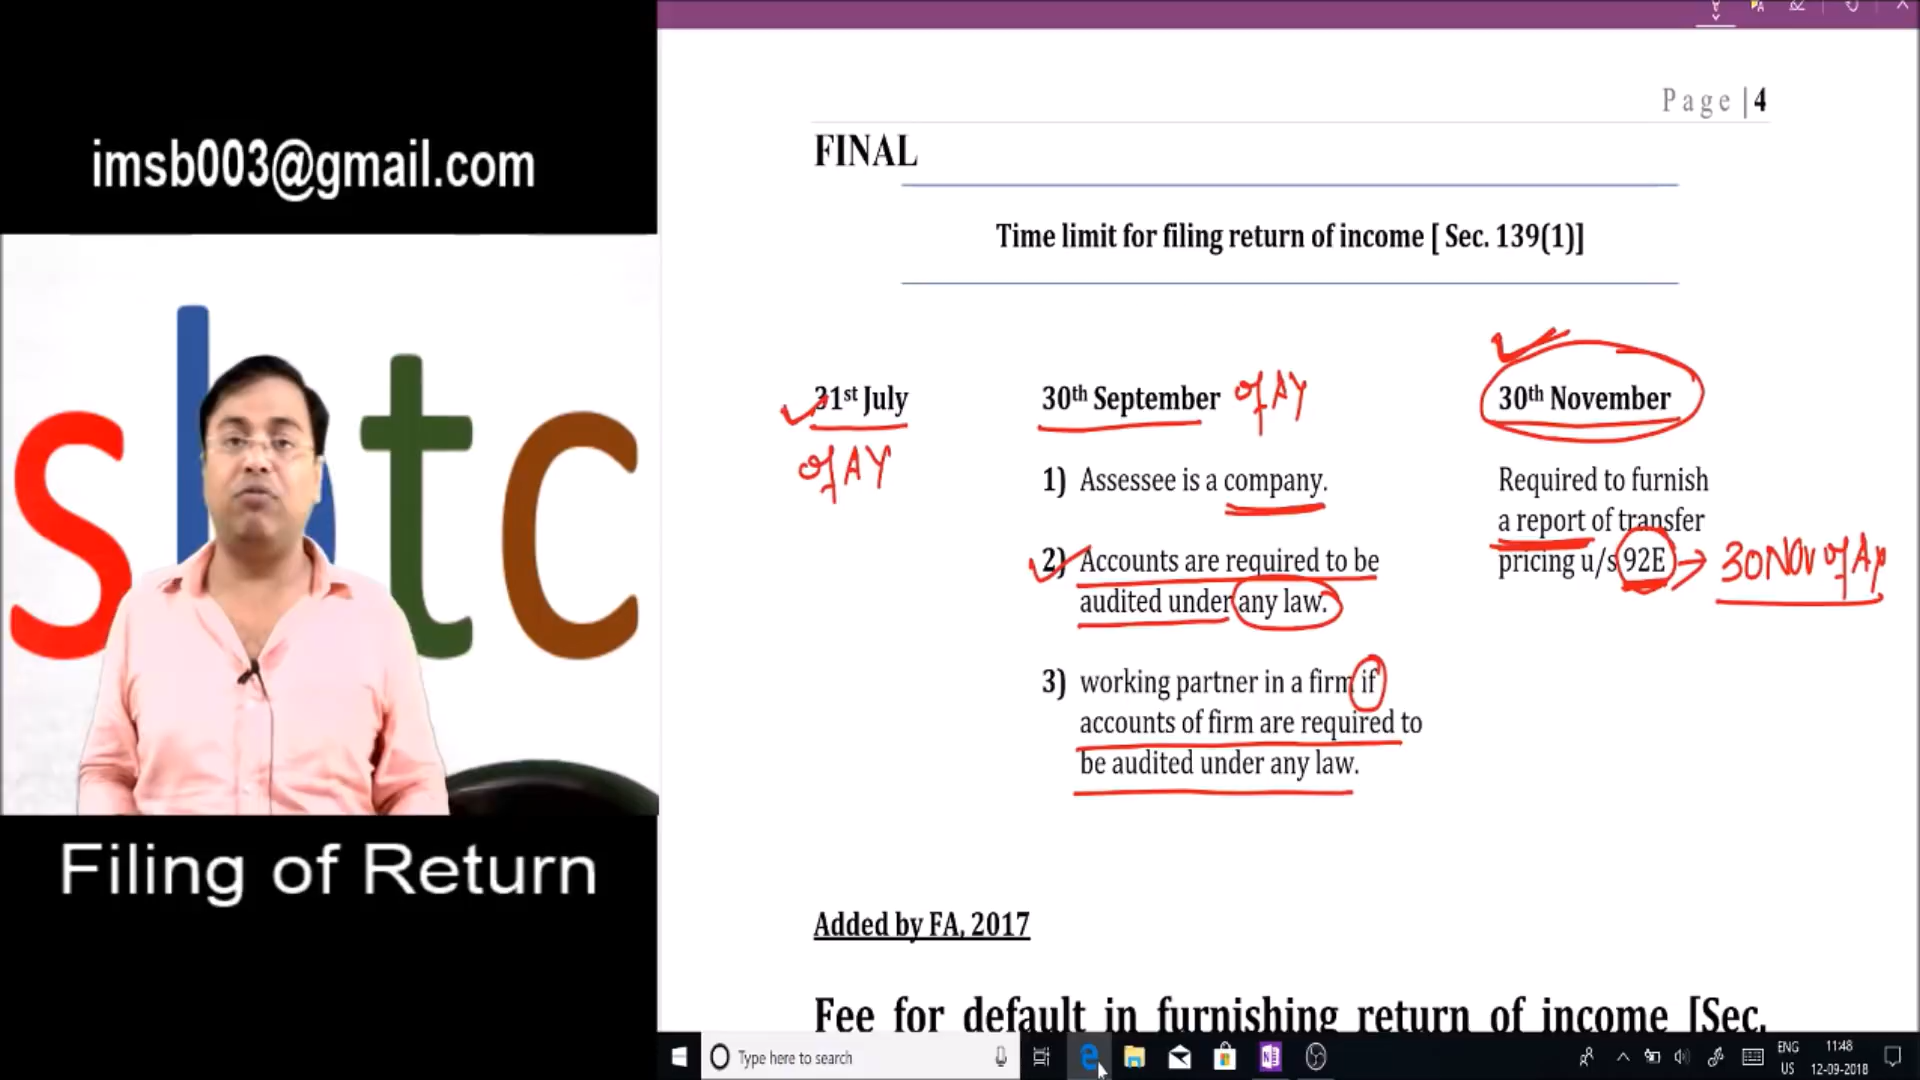 imsb003@gmail.com
sbtc
Filing of Return
Page | 4
FINAL
Time limit for filing return of income [ Sec. 139(1)]
31st July
of AY
30th September of AY
1) Assessee is a company.
2) Accounts are required to be
audited under any law.
3) working partner in a firm if
accounts of firm are required to
be audited under any law.
30th November
Required to furnish
a report of transfer
pricing u/s 92E → 30 Nov of Ay
Added by FA, 2017
Fee for default in furnishing return of income [Sec.
Type here to search
ENG
US
11:48
12-09-2018